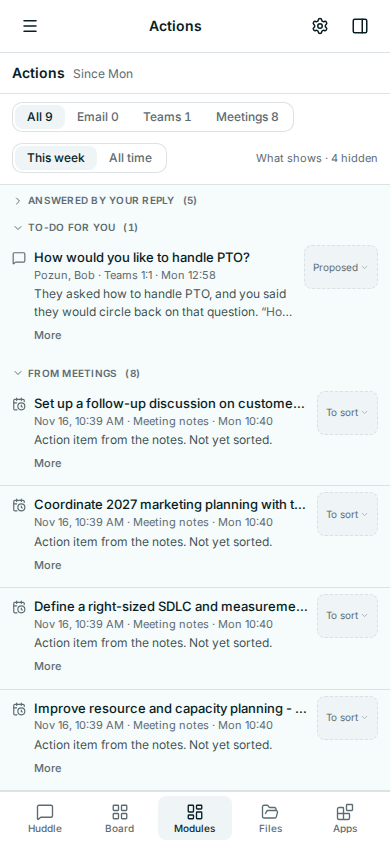 Actions
Actions Since Mon
All 9 Email 0 Teams 1 Meetings 8
This week All time What shows · 4 hidden
ANSWERED BY YOUR REPLY (5)
TO-DO FOR YOU (1)
How would you like to handle PTO?
Proposed
Pozun, Bob · Teams 1:1 · Mon 12:58
They asked how to handle PTO, and you said
they would circle back on that question. "Ho...
More
FROM MEETINGS (8)
Set up a follow-up discussion on custome...
To sort
Nov 16, 10:39 AM · Meeting notes · Mon 10:40
Action item from the notes. Not yet sorted.
More
Coordinate 2027 marketing planning with t...
To sort
Nov 16, 10:39 AM · Meeting notes · Mon 10:40
Action item from the notes. Not yet sorted.
More
Define a right-sized SDLC and measureme...
To sort
Nov 16, 10:39 AM · Meeting notes · Mon 10:40
Action item from the notes. Not yet sorted.
More
Improve resource and capacity planning - ...
To sort
Nov 16, 10:39 AM · Meeting notes · Mon 10:40
Action item from the notes. Not yet sorted.
More
Huddle Board Modules Files Apps